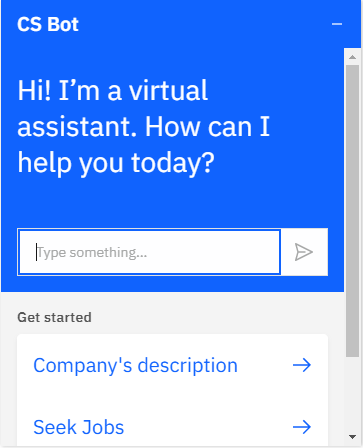 CS Bot
Hi! I’m a virtual
assistant. How can I
help you today?
Type something...
Get started
Company's description
Seek Jobs